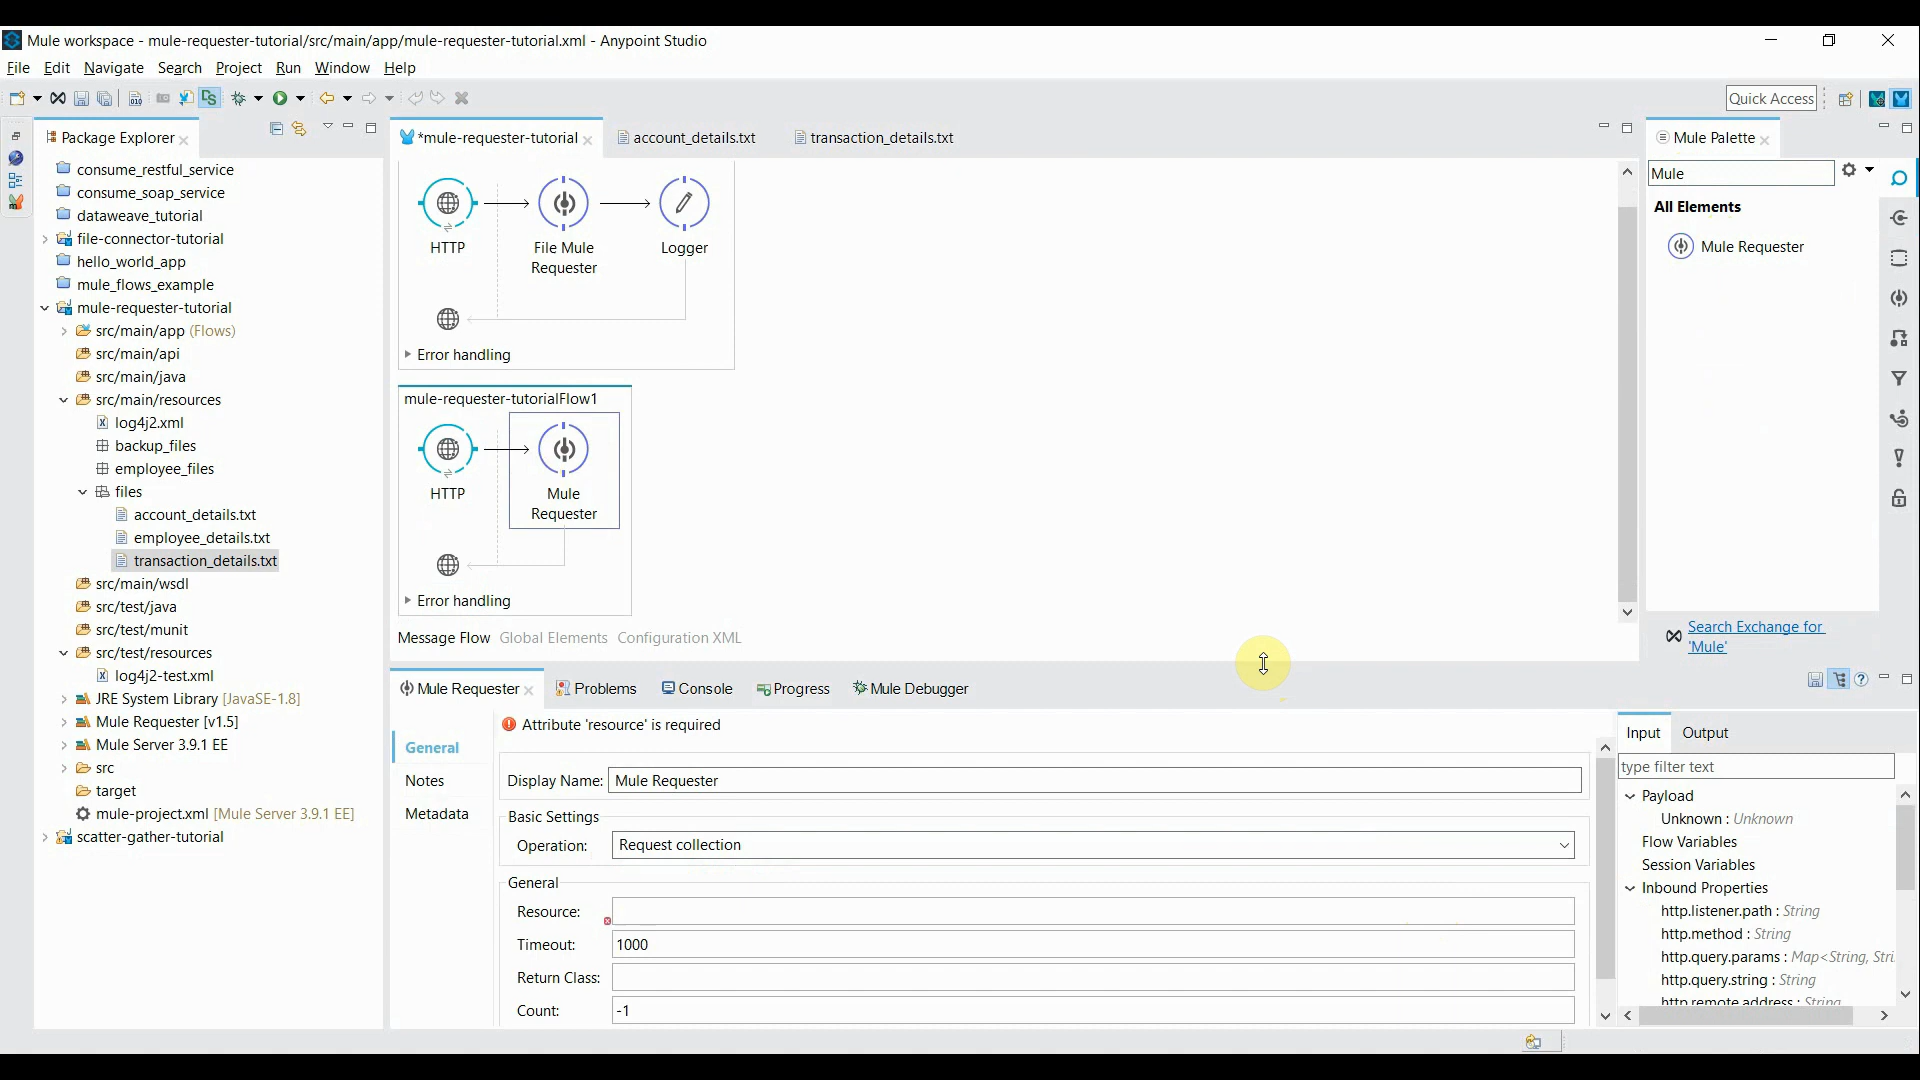 Mule workspace - mule-requester-tutorial/src/main/app/mule-requester-tutorial.xml - Anypoint Studio
File Edit Navigate Search Project Run Window Help
Quick Access
Package Explorer
consume_restful_service
consume_soap_service
dataweave_tutorial
file-connector-tutorial
hello_world_app
mule_flows_example
mule-requester-tutorial
src/main/app (Flows)
src/main/api
src/main/java
src/main/resources
log4j2.xml
backup_files
employee_files
files
account_details.txt
employee_details.txt
transaction_details.txt
src/main/wsdl
src/test/java
src/test/munit
src/test/resources
log4j2-test.xml
JRE System Library [JavaSE-1.8]
Mule Requester [v1.5]
Mule Server 3.9.1 EE
src
target
mule-project.xml [Mule Server 3.9.1 EE]
scatter-gather-tutorial
*mule-requester-tutorial
account_details.txt
transaction_details.txt
HTTP
File Mule
Requester
Logger
Error handling
mule-requester-tutorialFlow1
HTTP
Mule
Requester
Error handling
Message Flow Global Elements Configuration XML
Mule Palette
Mule
All Elements
Mule Requester
Search Exchange for
'Mule'
Mule Requester
Problems
Console
Progress
Mule Debugger
General
Notes
Metadata
Attribute 'resource' is required
Display Name: Mule Requester
Basic Settings
Operation: Request collection
General
Resource:
Timeout: 1000
Return Class:
Count: -1
Input Output
type filter text
Payload
Unknown : Unknown
Flow Variables
Session Variables
Inbound Properties
http.listener.path : String
http.method : String
http.query.params : Map<String, Stri
http.query.string : String
http.remote.address : String